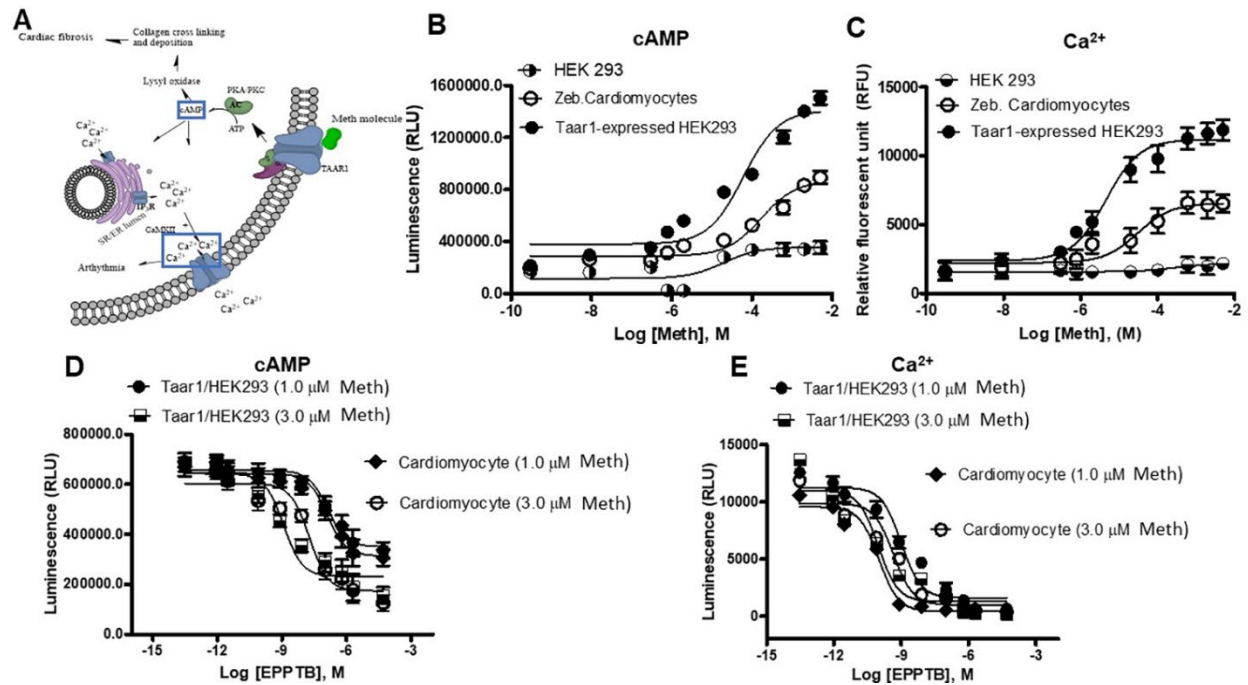 A
Cardiac fibrosis
Collagen cross linking
and deposition
Lysyl oxidase
PKA/PKC
AC
cAMP
ATP
Meth molecule
TAAR1
Ca2+
Ca2+
Ca2+
Ca2+
Ca2+
Ca2+
IP3R
SR/ER lumen
CaMKII
Ca2+ Ca2+
Ca2+
Arthythmia
Ca2+
Ca2+ Ca2+
B
cAMP
HEK 293
Zeb.Cardiomyocytes
Taar1-expressed HEK293
Luminescence (RLU)
1600000.0
1200000.0
800000.0
400000.0
0.0
-10 -8 -6 -4 -2
Log [Meth], M
C
Ca2+
HEK 293
Zeb. Cardiomyocytes
Taar1-expressed HEK293
Relative fluorescent unit (RFU)
15000
10000
5000
0
-10 -8 -6 -4 -2
Log [Meth], (M)
D
cAMP
Taar1/HEK293 (1.0 μM Meth)
Taar1/HEK293 (3.0 μM Meth)
Cardiomyocyte (1.0 μM Meth)
Cardiomyocyte (3.0 μM Meth)
Luminescence (RLU)
800000.0
600000.0
400000.0
200000.0
0.0
-15 -12 -9 -6 -3
Log [EPPTB], M
E
Ca2+
Taar1/HEK293 (1.0 μM Meth)
Taar1/HEK293 (3.0 μM Meth)
Cardiomyocyte (1.0 μM Meth)
Cardiomyocyte (3.0 μM Meth)
Luminescence (RLU)
15000
10000
5000
0
-15 -12 -9 -6 -3
Log [EPPTB], M